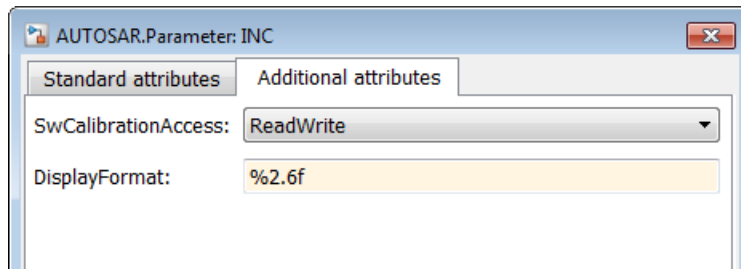 AUTOSAR.Parameter: INC
Standard attributes Additional attributes
SwCalibrationAccess: ReadWrite
DisplayFormat: %2.6f